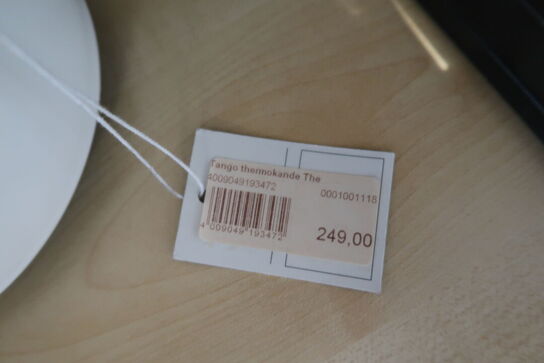 Tango thermokande The
4009049193472
0001001118
4 009049 193472
249,00